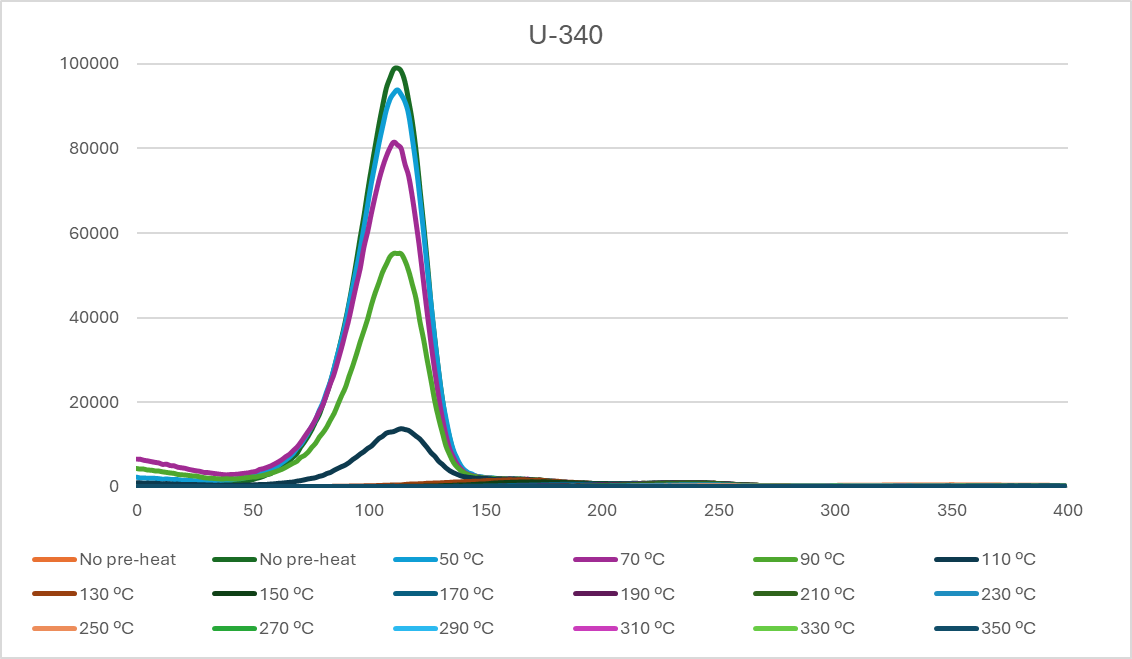 U-340
100000
80000
60000
40000
20000
0
0 50 100 150 200 250 300 350 400
No pre-heat No pre-heat 50 ºC 70 ºC 90 ºC 110 ºC
130 ºC 150 ºC 170 ºC 190 ºC 210 ºC 230 ºC
250 ºC 270 ºC 290 ºC 310 ºC 330 ºC 350 ºC